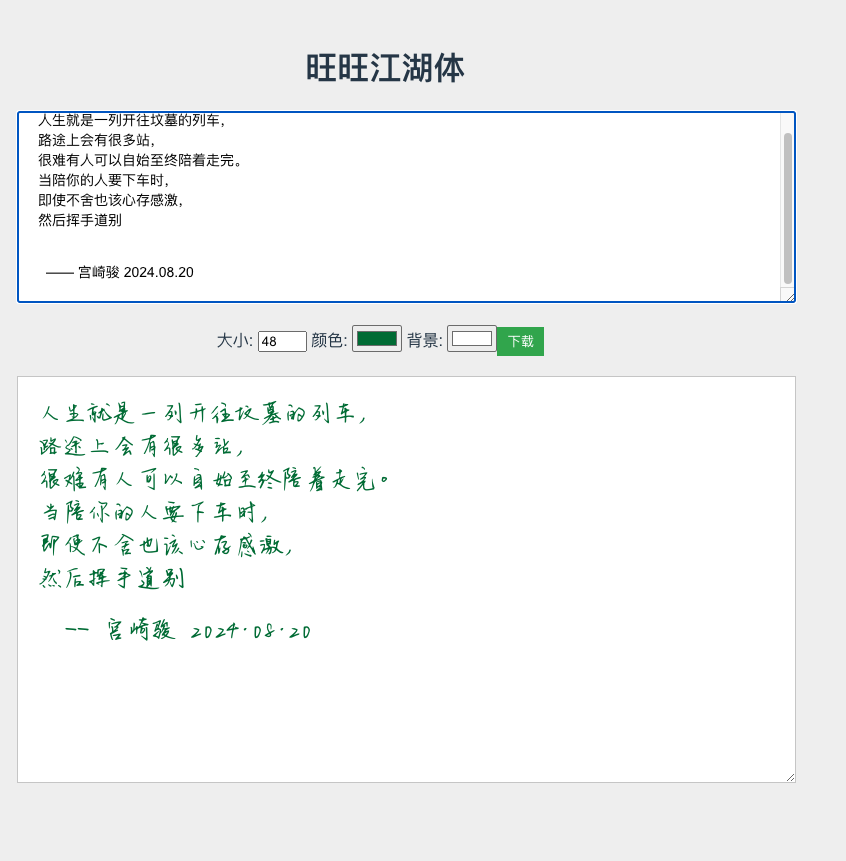 旺旺江湖体
人生就是一列开往坟墓的列车，
路途上会有很多站，
很难有人可以自始至终陪着走完。
当陪你的人要下车时，
即使不舍也该心存感激，
然后挥手道别
—— 宫崎骏 2024.08.20
大小: 48 颜色: 背景: 下载
人生就是一列开往坟墓的列车，
路途上会有很多站，
很难有人可以自始至终陪着走完。
当陪你的人要下车时，
即使不舍也该心存感激，
然后挥手道别
—— 宫崎骏 2024.08.20